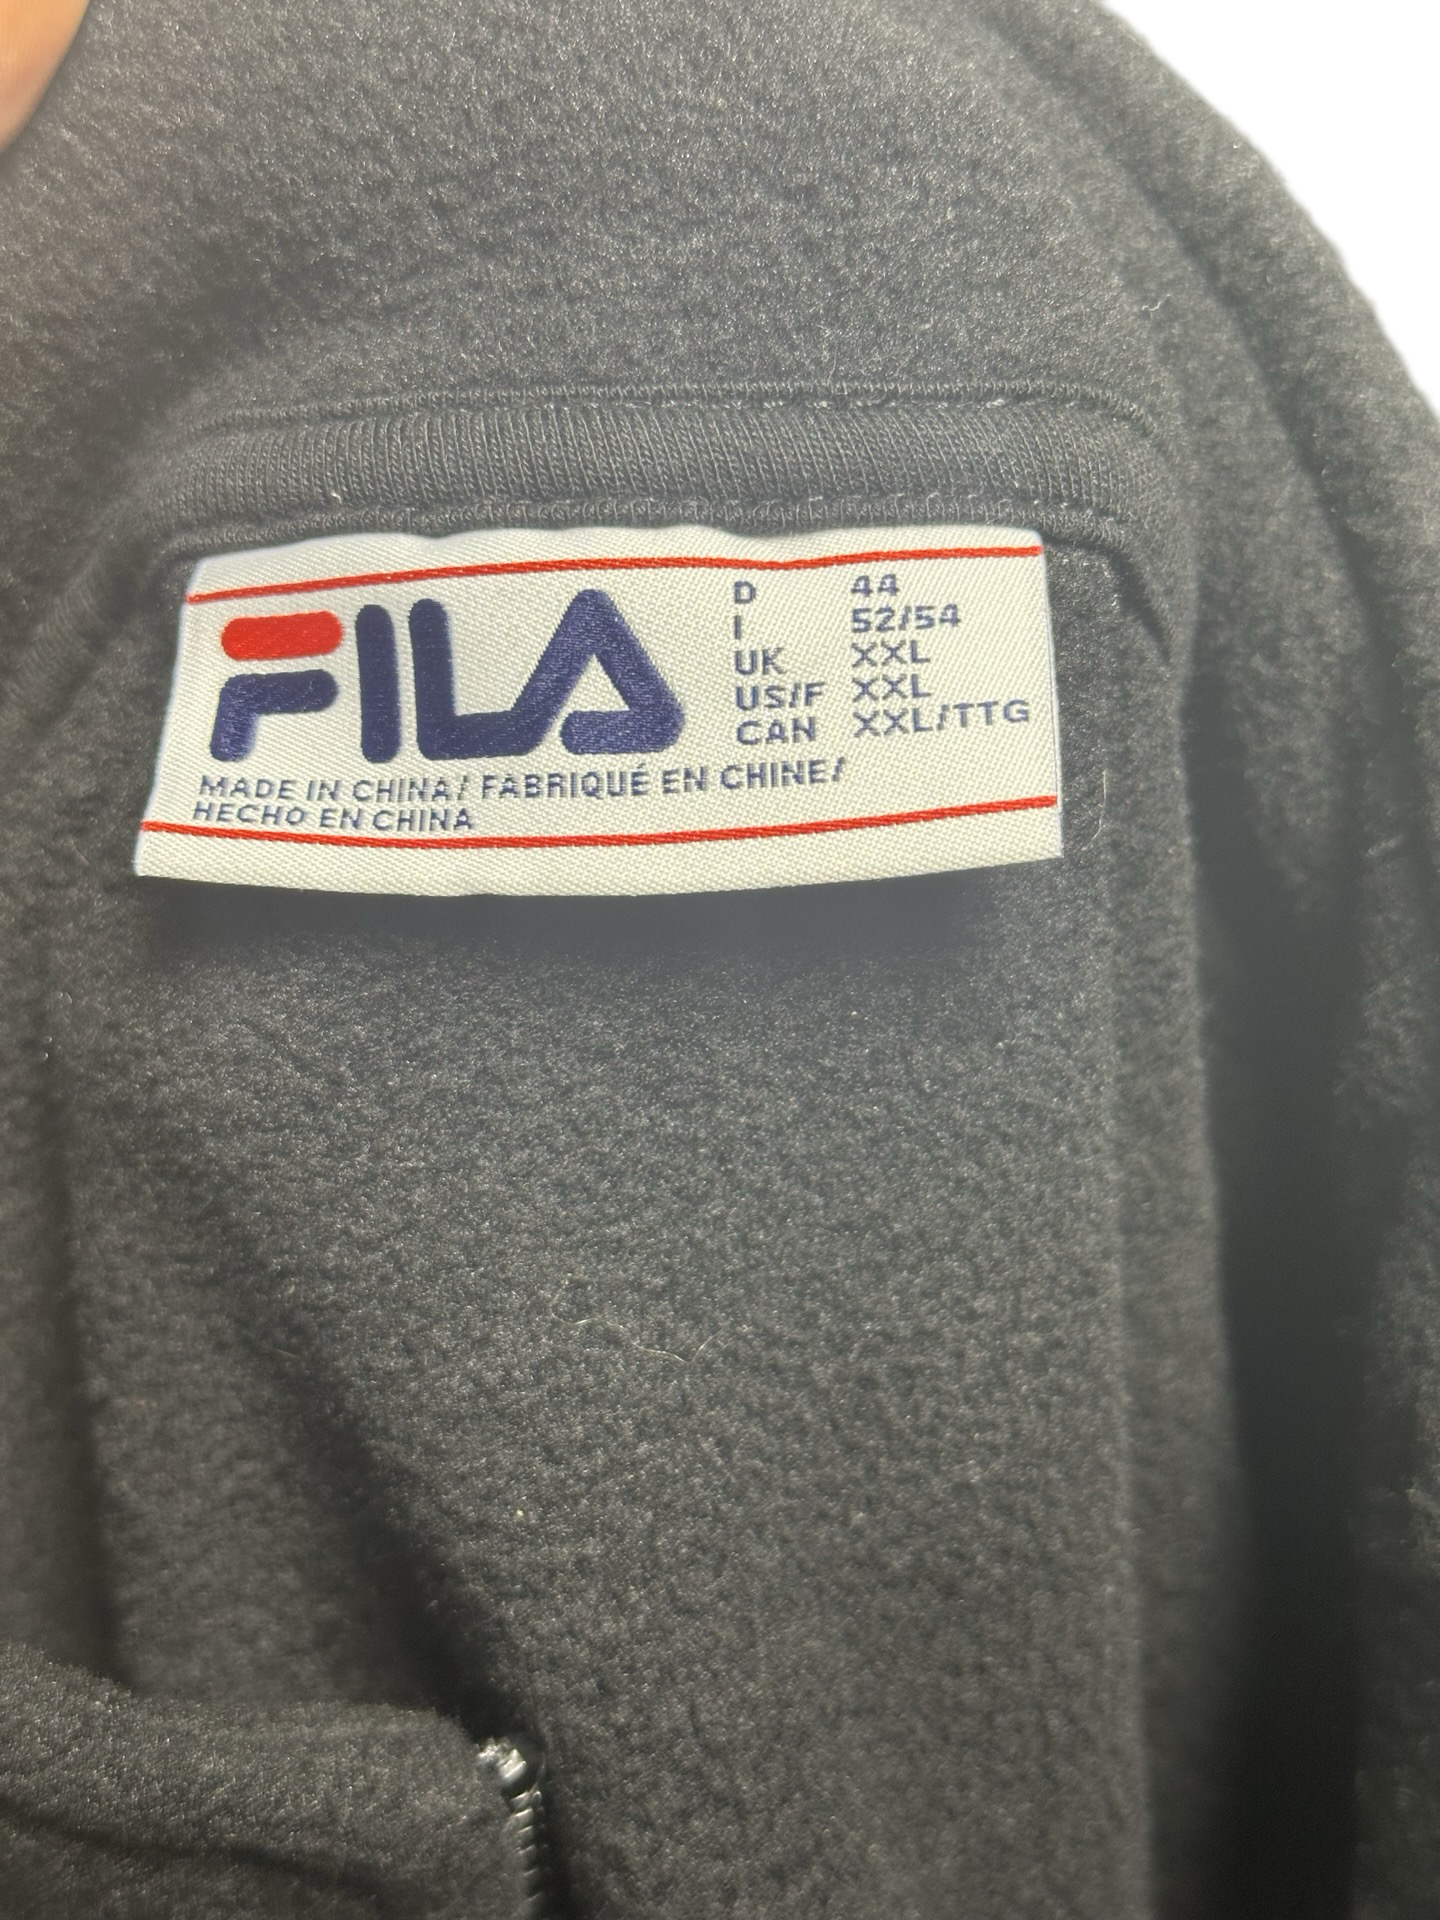 FILA
D 44
I 52/54
UK XXL
US/F XXL
CAN XXL/TTG
MADE IN CHINA/ FABRIQUÉ EN CHINE/
HECHO EN CHINA